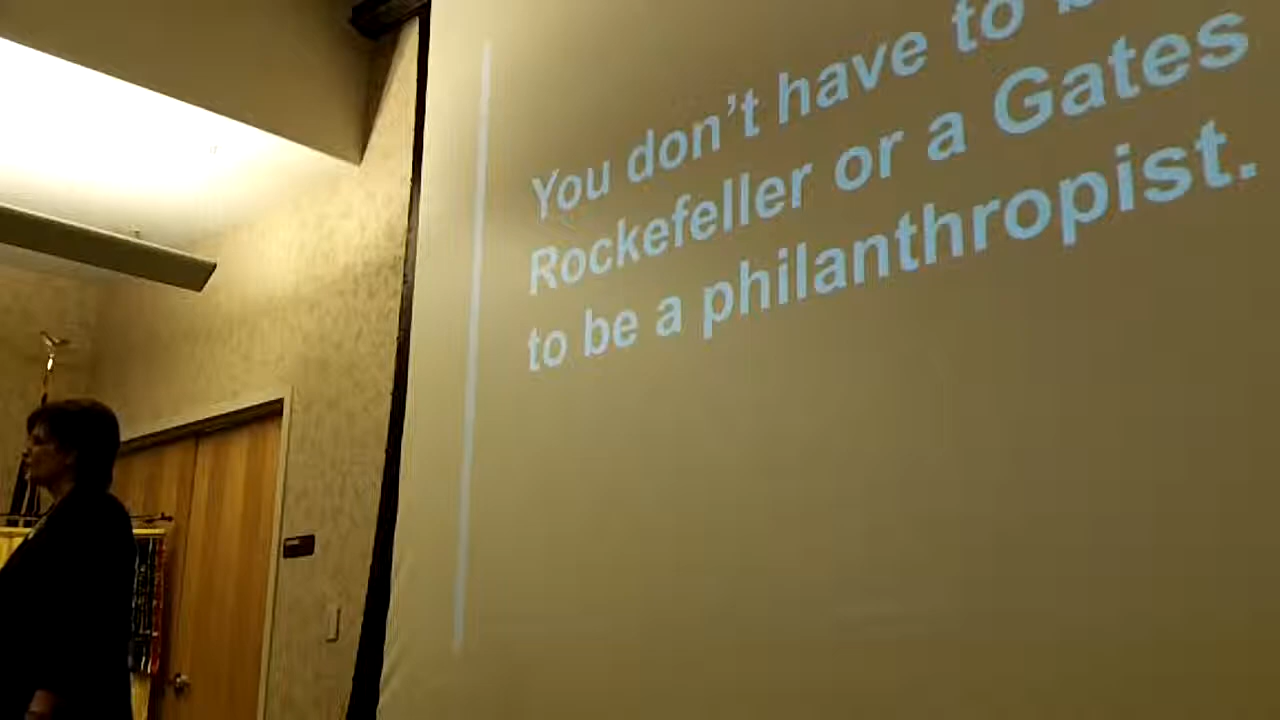 You don't have to
Rockefeller or a Gates
to be a philanthropist.